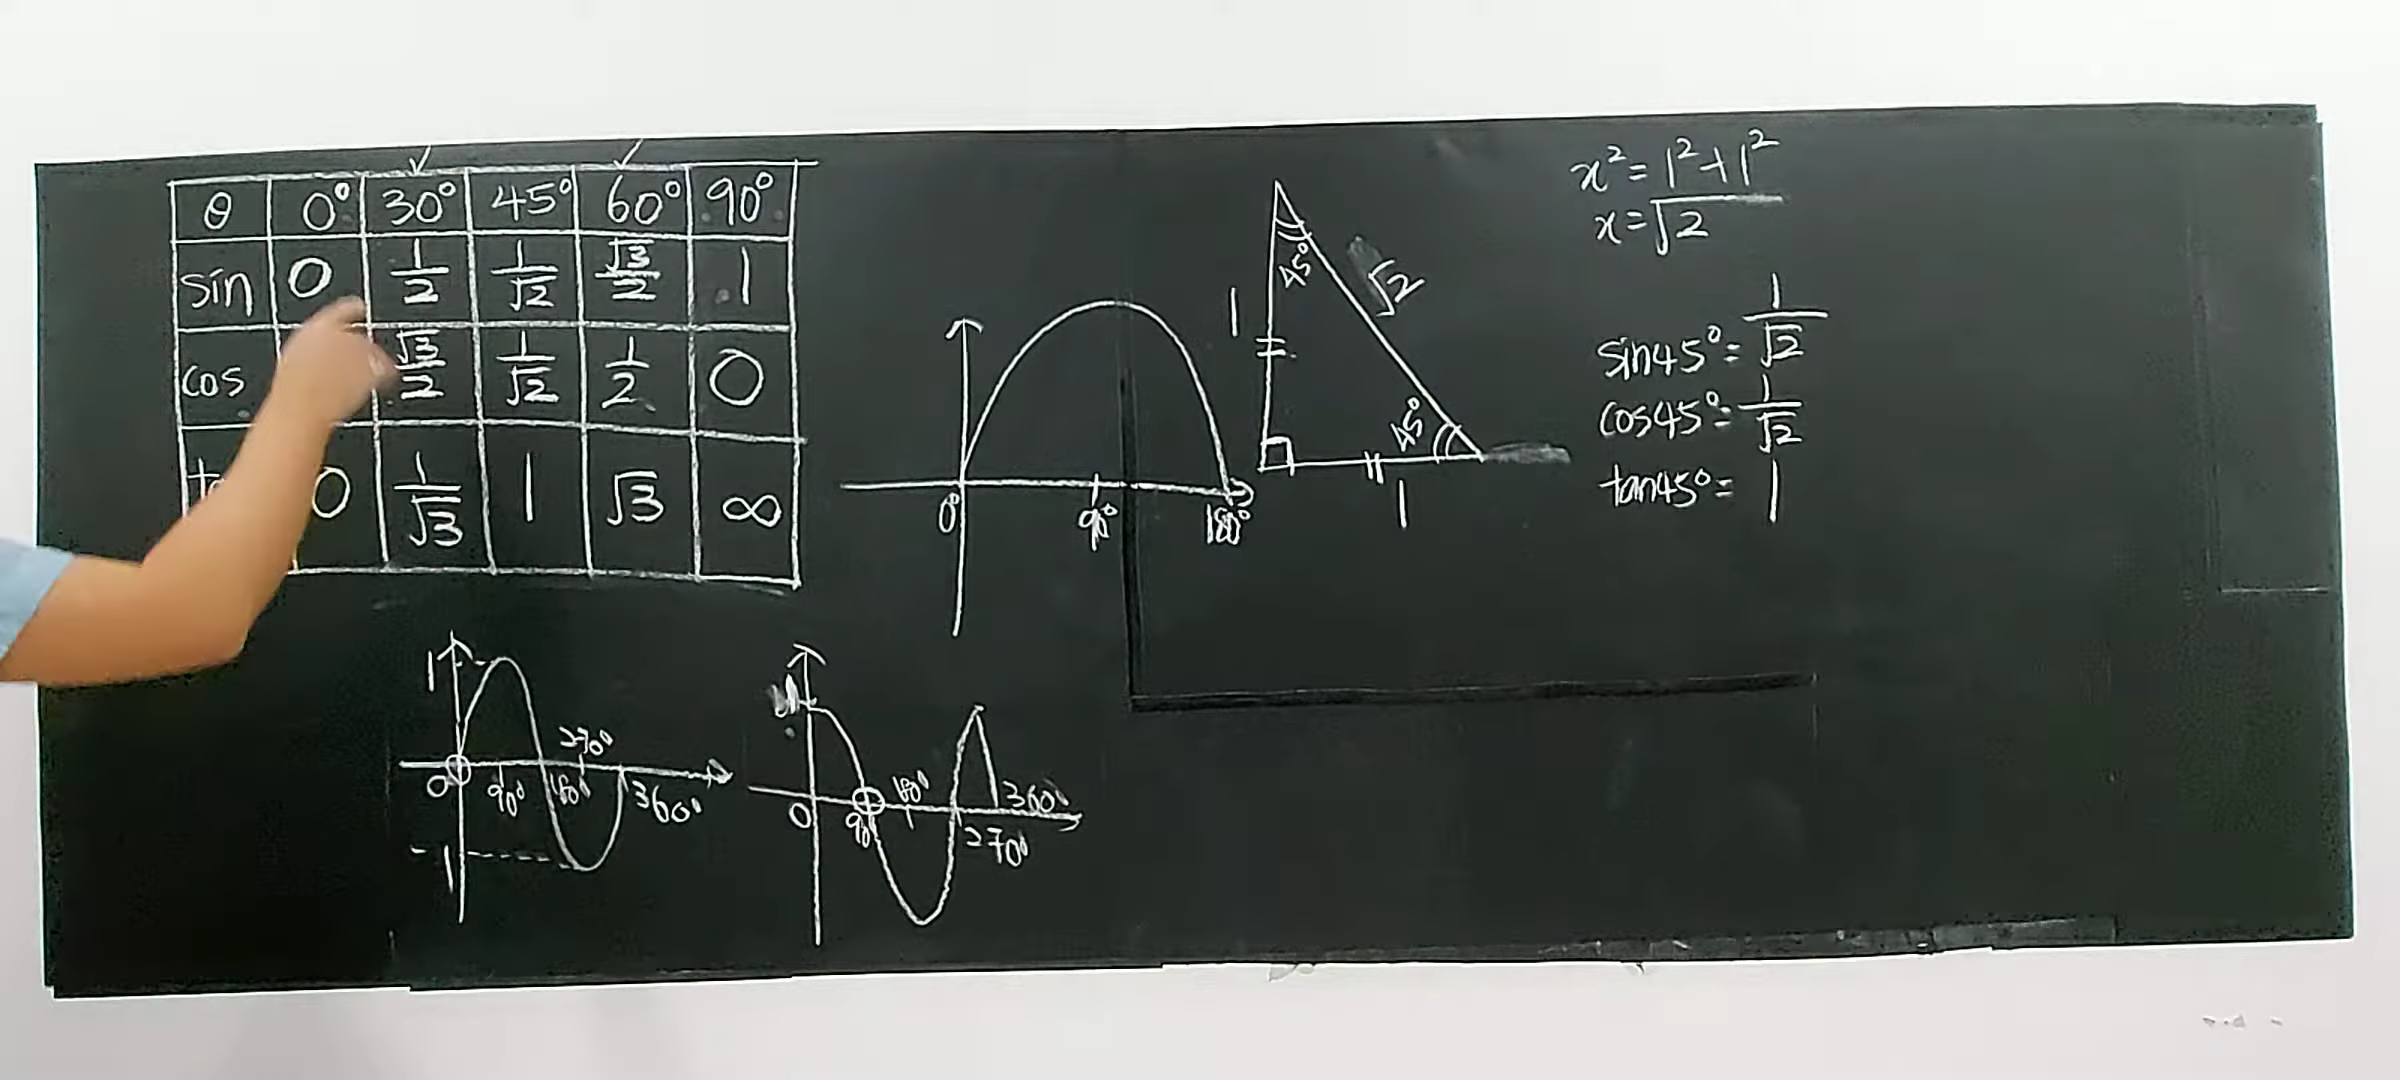 θ 0° 30° 45° 60° 90°
sin 0 1/2 1/√2 √3/2 1
cos √3/2 1/√2 1/2 0
0 1/√3 1 √3 ∞
x² = 1² + 1²
x = √2
45°
√2
1
45°
1
sin45° = 1/√2
cos45° = 1/√2
tan45° = 1
0° 90° 180°
1
270°
0 90° 180° 360°
-1
180° 360°
0 90 270°